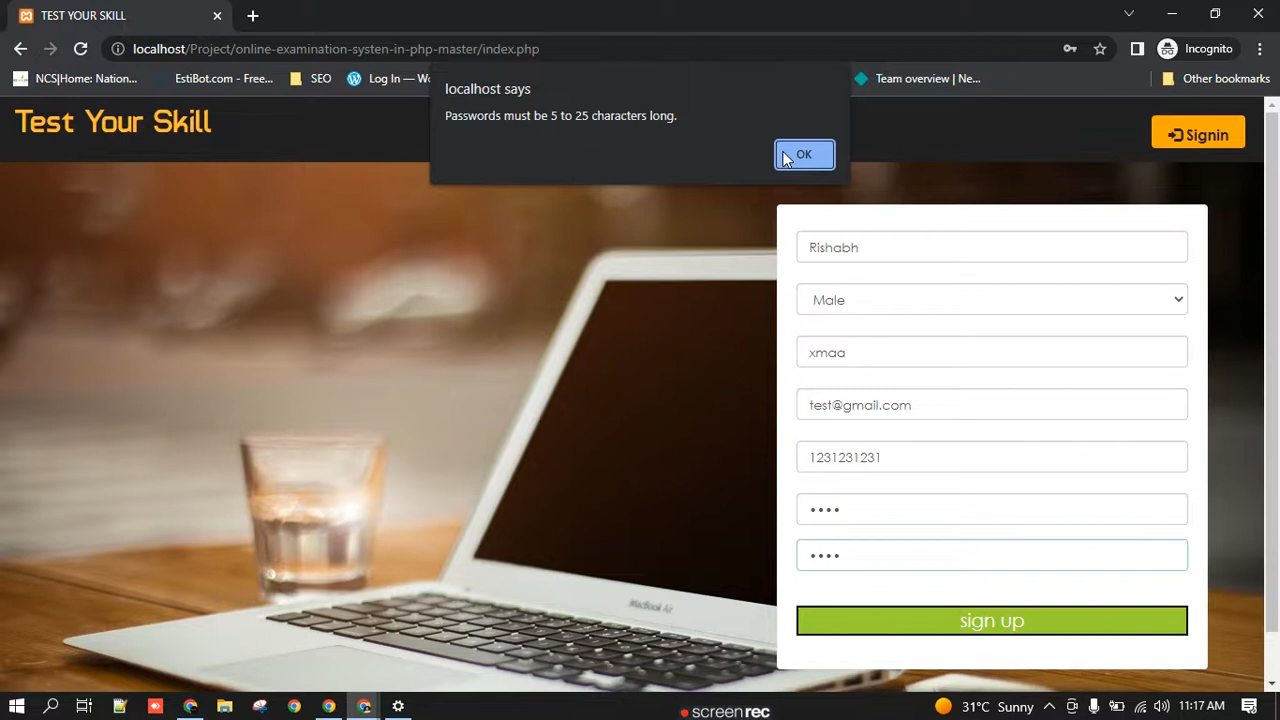 TEST YOUR SKILL
localhost/Project/online-examination-systen-in-php-master/index.php
Incognito
NCS|Home: Nation...
EstiBot.com - Free...
SEO
Log In — Wo
Team overview | Ne...
Other bookmarks
localhost says
Passwords must be 5 to 25 characters long.
OK
Test Your Skill
Signin
Rishabh
Male
xmaa
test@gmail.com
1231231231
••••
••••
sign up
MacBook Air
31°C Sunny
11:17 AM
screenrec